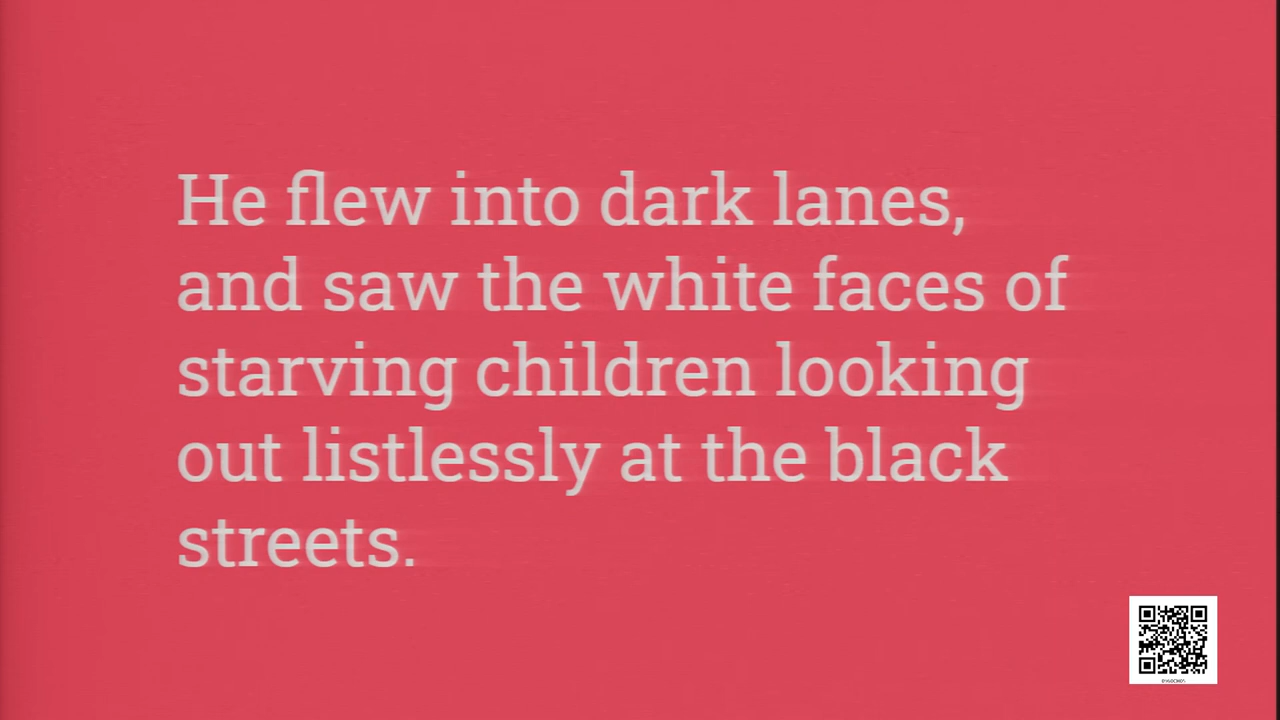 He flew into dark lanes,
and saw the white faces of
starving children looking
out listlessly at the black
streets.